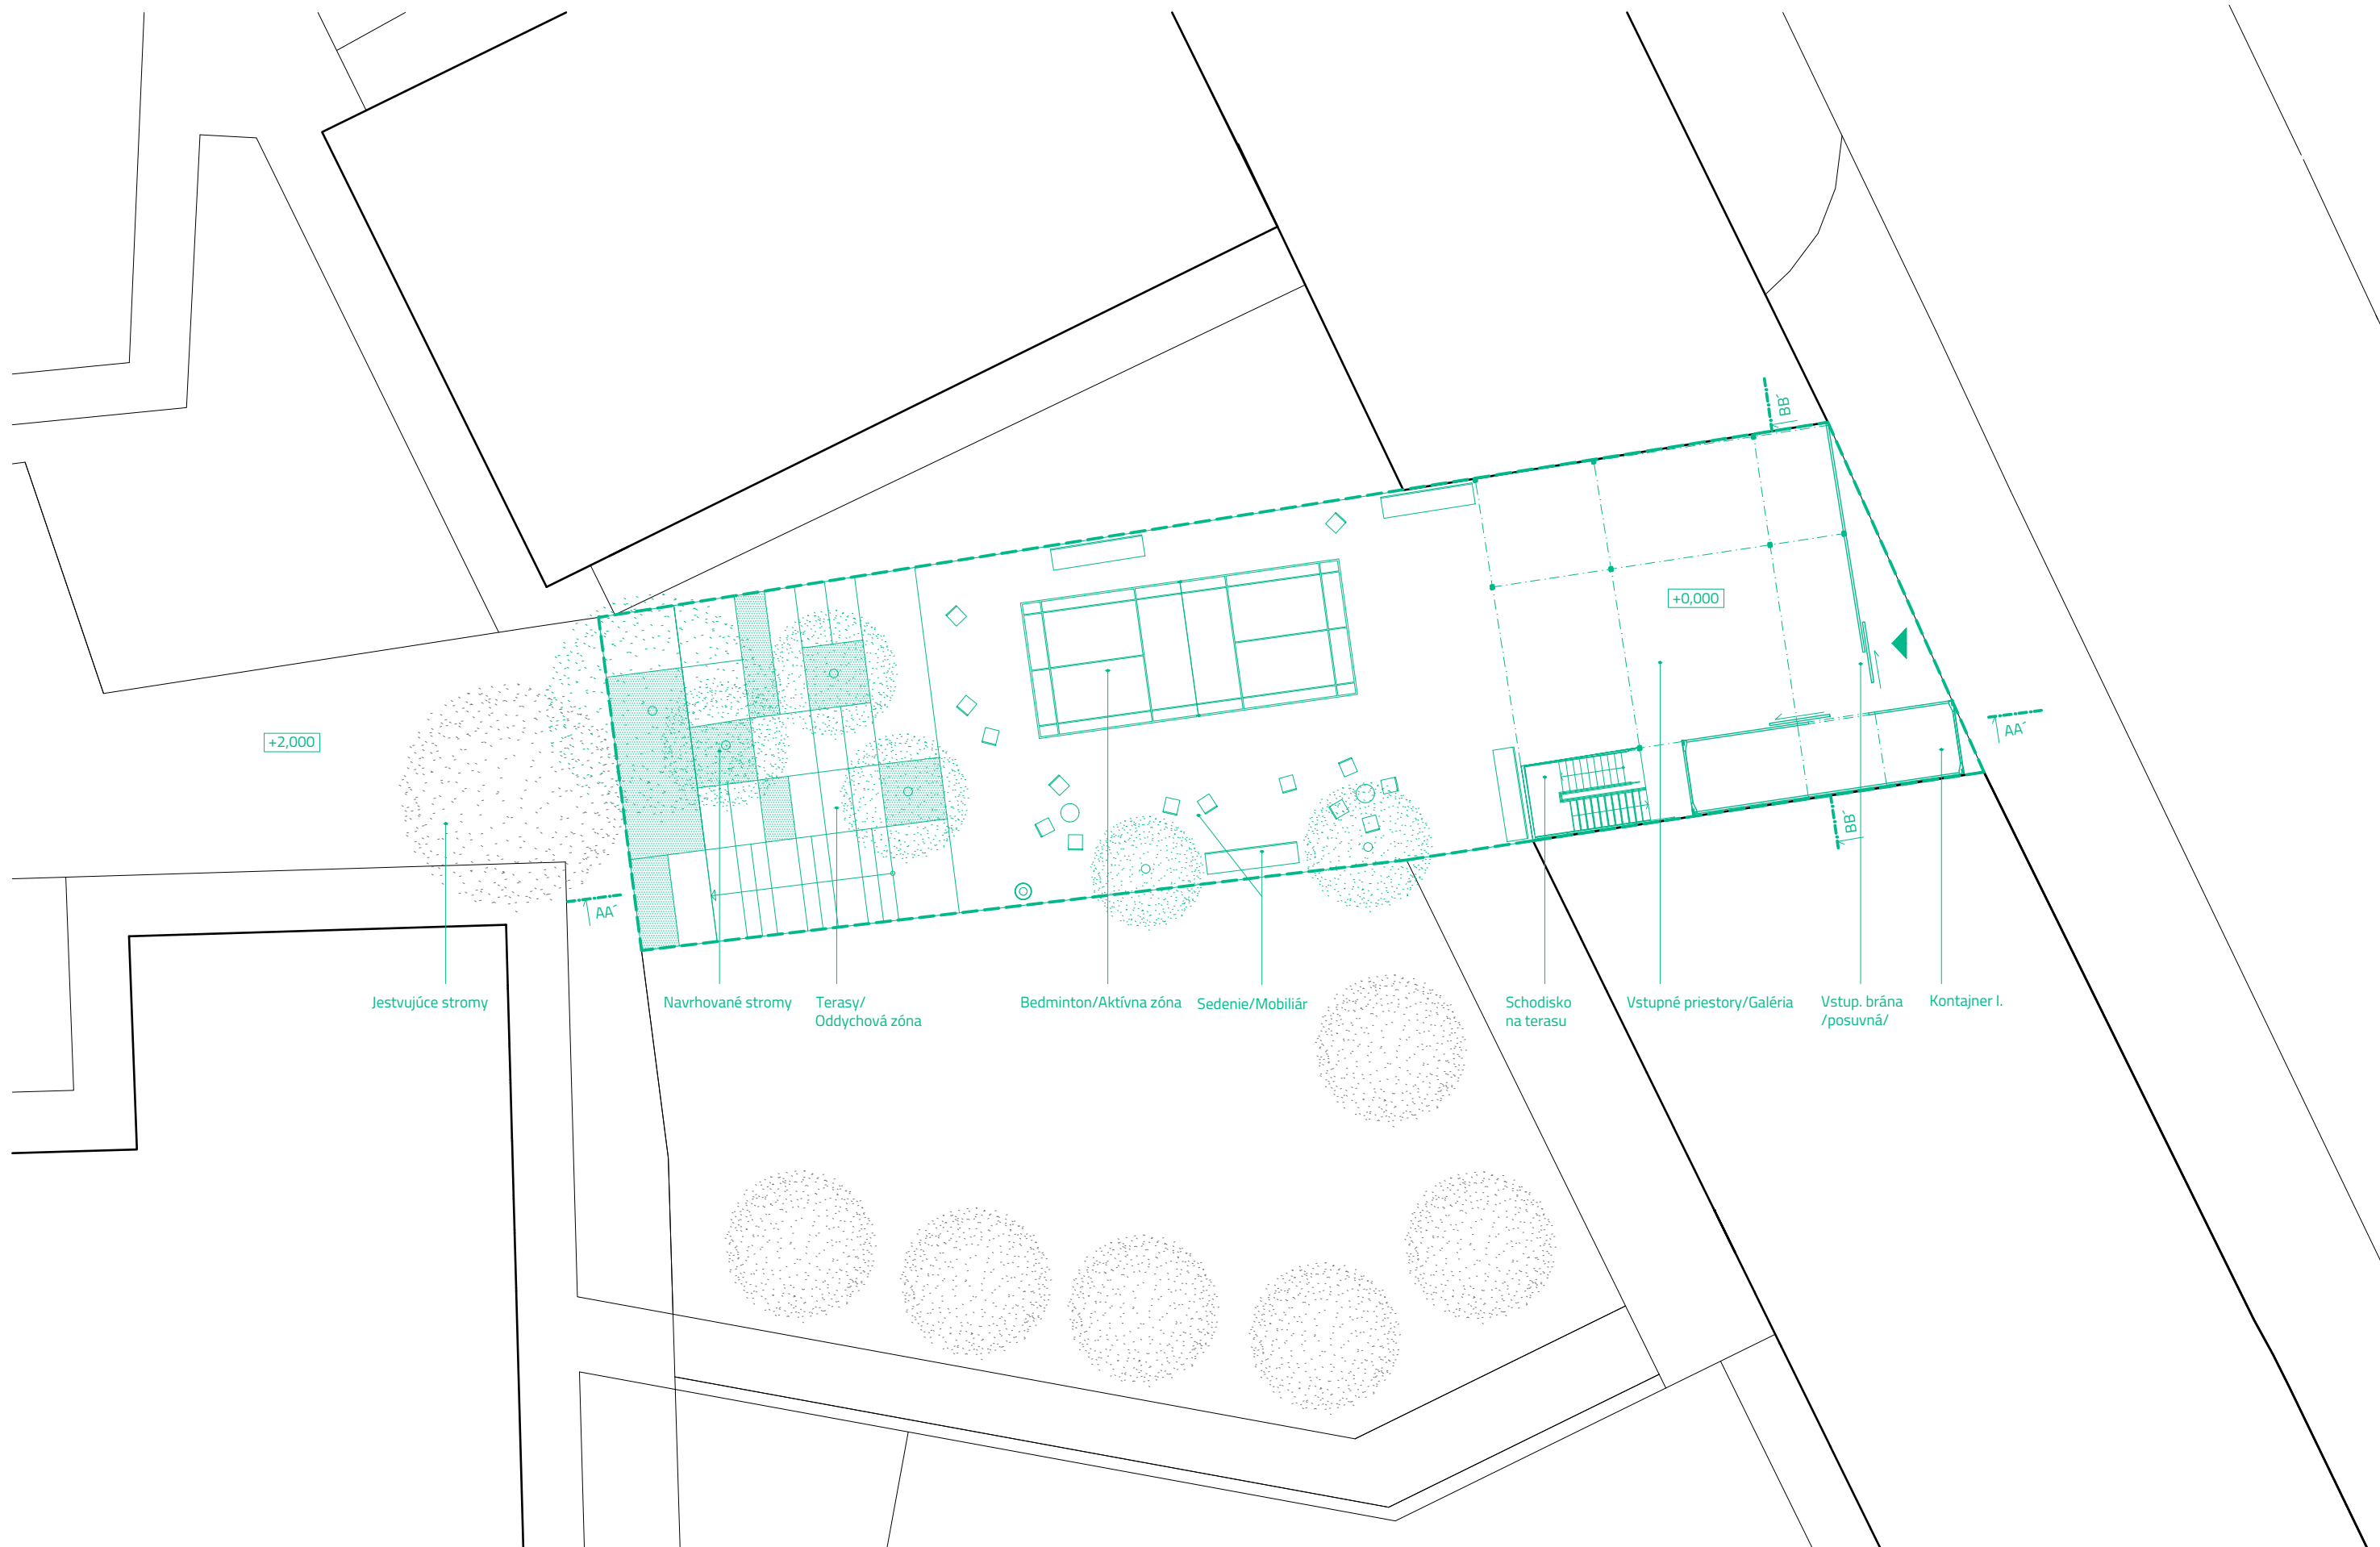 BB´
+0,000
AA´
+2,000
BB´
AA´
Jestvujúce stromy
Navrhované stromy
Terasy/
Oddychová zóna
Bedminton/Aktívna zóna
Sedenie/Mobiliár
Schodisko
na terasu
Vstupné priestory/Galéria
Vstup. brána
/posuvná/
Kontajner I.